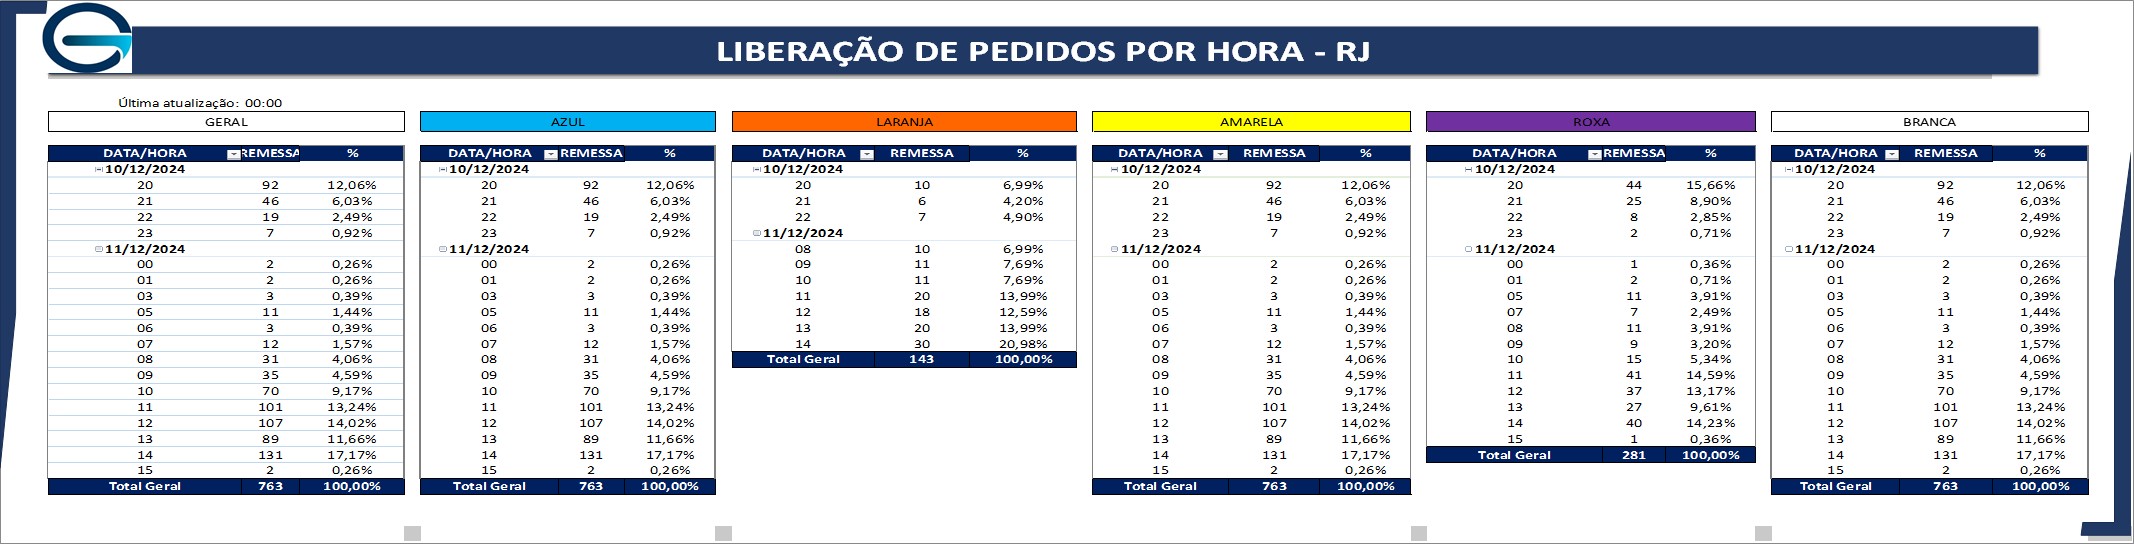 LIBERAÇÃO DE PEDIDOS POR HORA - RJ
Última atualização: 00:00
GERAL
DATA/HORA REMESSA %
10/12/2024
20 92 12,06%
21 46 6,03%
22 19 2,49%
23 7 0,92%
11/12/2024
00 2 0,26%
01 2 0,26%
03 3 0,39%
05 11 1,44%
06 3 0,39%
07 12 1,57%
08 31 4,06%
09 35 4,59%
10 70 9,17%
11 101 13,24%
12 107 14,02%
13 89 11,66%
14 131 17,17%
15 2 0,26%
Total Geral 763 100,00%
AZUL
DATA/HORA REMESSA %
10/12/2024
20 92 12,06%
21 46 6,03%
22 19 2,49%
23 7 0,92%
11/12/2024
00 2 0,26%
01 2 0,26%
03 3 0,39%
05 11 1,44%
06 3 0,39%
07 12 1,57%
08 31 4,06%
09 35 4,59%
10 70 9,17%
11 101 13,24%
12 107 14,02%
13 89 11,66%
14 131 17,17%
15 2 0,26%
Total Geral 763 100,00%
LARANJA
DATA/HORA REMESSA %
10/12/2024
20 10 6,99%
21 6 4,20%
22 7 4,90%
11/12/2024
08 10 6,99%
09 11 7,69%
10 11 7,69%
11 20 13,99%
12 18 12,59%
13 20 13,99%
14 30 20,98%
Total Geral 143 100,00%
AMARELA
DATA/HORA REMESSA %
10/12/2024
20 92 12,06%
21 46 6,03%
22 19 2,49%
23 7 0,92%
11/12/2024
00 2 0,26%
01 2 0,26%
03 3 0,39%
05 11 1,44%
06 3 0,39%
07 12 1,57%
08 31 4,06%
09 35 4,59%
10 70 9,17%
11 101 13,24%
12 107 14,02%
13 89 11,66%
14 131 17,17%
15 2 0,26%
Total Geral 763 100,00%
ROXA
DATA/HORA REMESSA %
10/12/2024
20 44 15,66%
21 25 8,90%
22 8 2,85%
23 2 0,71%
11/12/2024
00 1 0,36%
01 2 0,71%
05 11 3,91%
07 7 2,49%
08 11 3,91%
09 9 3,20%
10 15 5,34%
11 41 14,59%
12 37 13,17%
13 27 9,61%
14 40 14,23%
15 1 0,36%
Total Geral 281 100,00%
BRANCA
DATA/HORA REMESSA %
10/12/2024
20 92 12,06%
21 46 6,03%
22 19 2,49%
23 7 0,92%
11/12/2024
00 2 0,26%
01 2 0,26%
03 3 0,39%
05 11 1,44%
06 3 0,39%
07 12 1,57%
08 31 4,06%
09 35 4,59%
10 70 9,17%
11 101 13,24%
12 107 14,02%
13 89 11,66%
14 131 17,17%
15 2 0,26%
Total Geral 763 100,00%